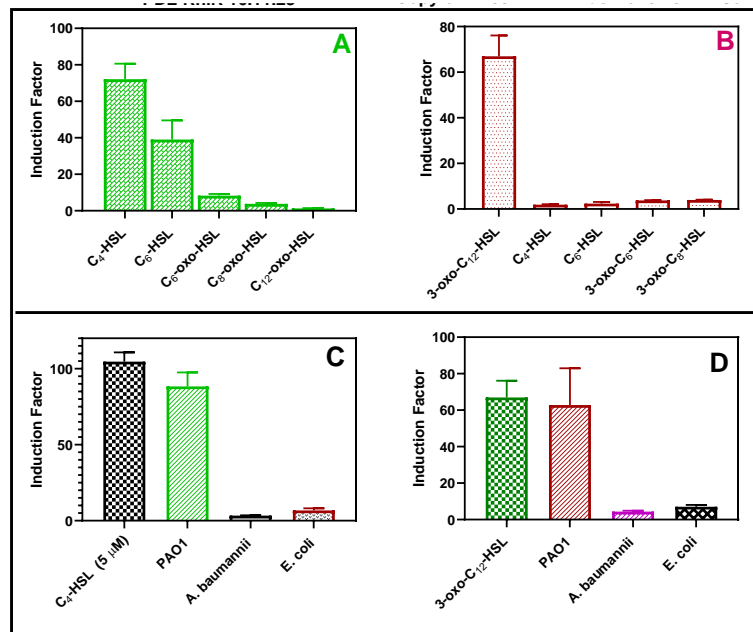 A
Induction Factor
100
80
60
40
20
0
C4-HSL
C6-HSL
C6-oxo-HSL
C8-oxo-HSL
C12-oxo-HSL
B
Induction Factor
80
60
40
20
0
3-oxo-C12-HSL
C4-HSL
C6-HSL
3-oxo-C6-HSL
3-oxo-C8-HSL
C
Induction Factor
100
50
0
C4-HSL (5 μM)
PAO1
A. baumannii
E. coli
D
Induction Factor
80
60
40
20
0
3-oxo-C12-HSL
PAO1
A. baumannii
E. coli